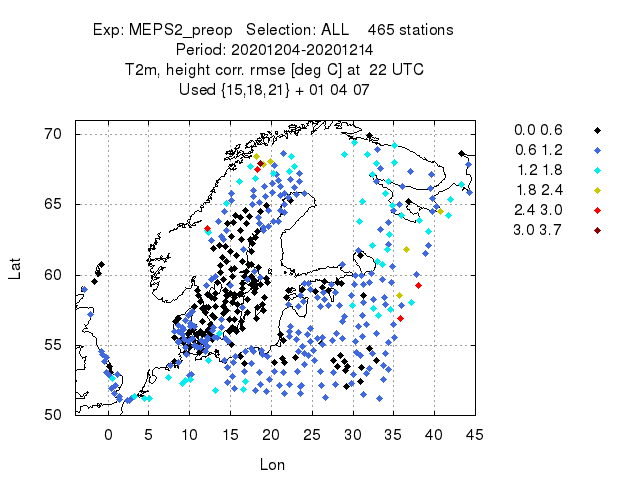 Exp: MEPS2_preop Selection: ALL 465 stations
Period: 20201204-20201214
T2m, height corr. rmse [deg C] at 22 UTC
Used {15,18,21} + 01 04 07
70
65
60
55
50
Lat
0 5 10 15 20 25 30 35 40 45
Lon
0.0 0.6
0.6 1.2
1.2 1.8
1.8 2.4
2.4 3.0
3.0 3.7